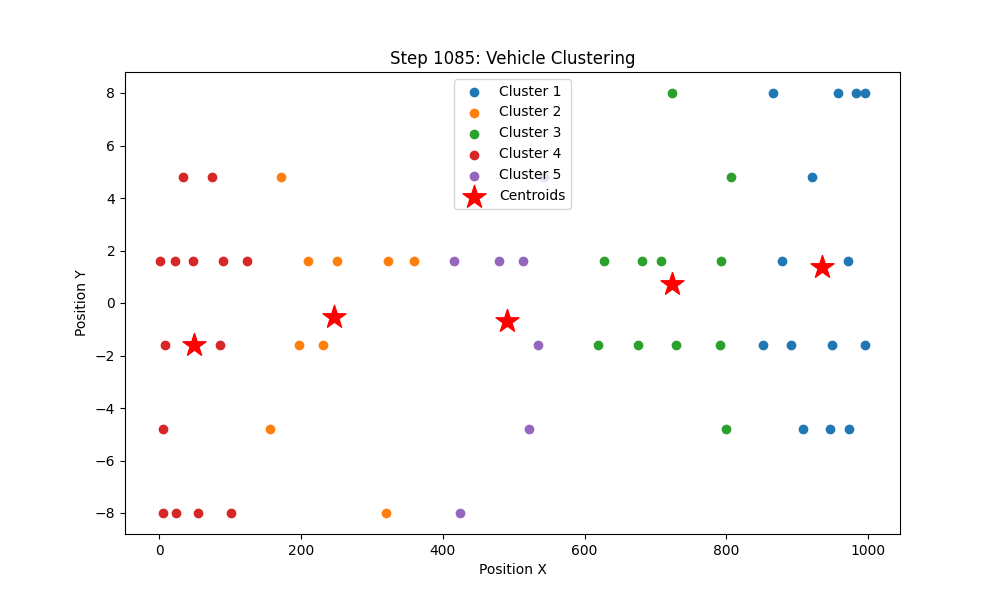 Step 1085: Vehicle Clustering
Cluster 1
Cluster 2
Cluster 3
Cluster 4
Cluster 5
Centroids
8
6
4
2
0
−2
−4
−6
−8
Position Y
0
200
400
600
800
1000
Position X